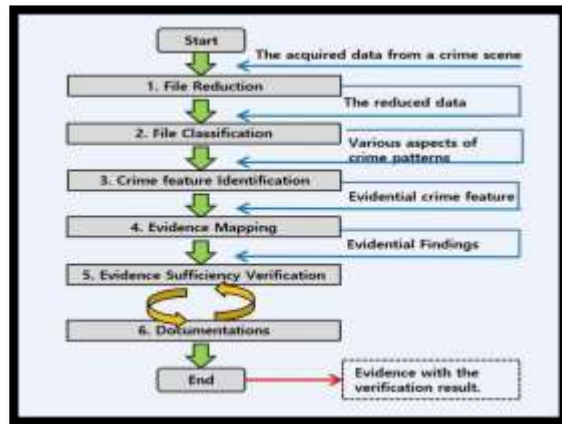 Start
The acquired data from a crime scene
1. File Reduction
The reduced data
2. File Classification
Various aspects of
crime patterns
3. Crime feature Identification
Evidential crime feature
4. Evidence Mapping
Evidential Findings
5. Evidence Sufficiency Verification
6. Documentations
End
Evidence with the
verification result.